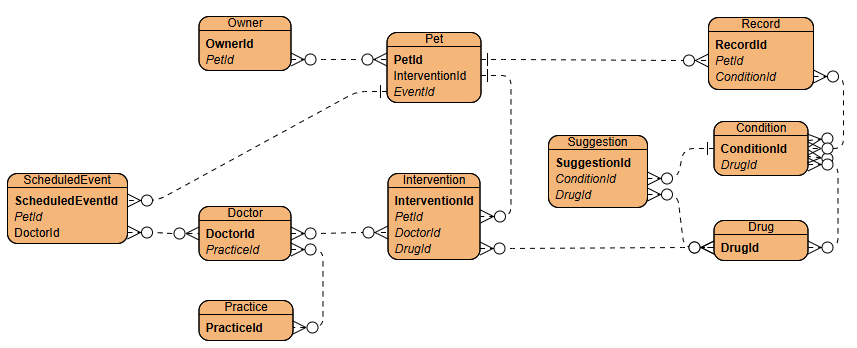 Owner
OwnerId
PetId
Pet
PetId
InterventionId
EventId
Record
RecordId
PetId
ConditionId
Condition
ConditionId
DrugId
Suggestion
SuggestionId
ConditionId
DrugId
ScheduledEvent
ScheduledEventId
PetId
DoctorId
Doctor
DoctorId
PracticeId
Intervention
InterventionId
PetId
DoctorId
DrugId
Drug
DrugId
Practice
PracticeId